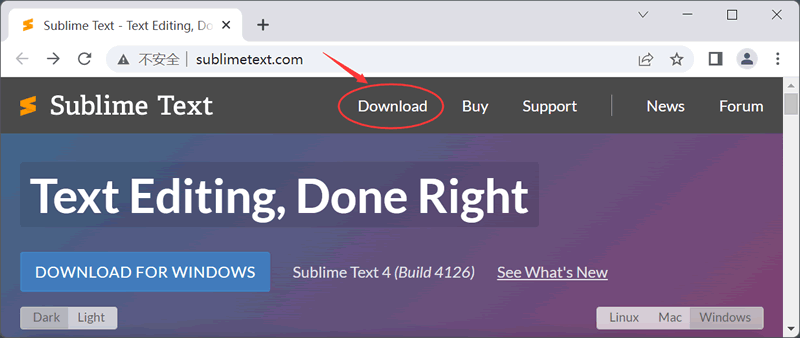 Sublime Text - Text Editing, Do
不安全 sublimetext.com
Sublime Text Download Buy Support News Forum
Text Editing, Done Right
DOWNLOAD FOR WINDOWS Sublime Text 4 (Build 4126) See What's New
Dark Light Linux Mac Windows